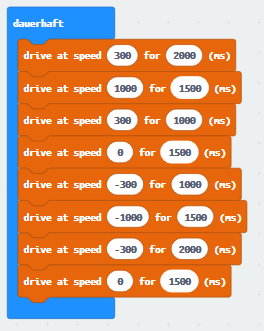 dauerhaft
drive at speed 300 for 2000 (ms)
drive at speed 1000 for 1500 (ms)
drive at speed 300 for 1000 (ms)
drive at speed 0 for 1500 (ms)
drive at speed -300 for 1000 (ms)
drive at speed -1000 for 1500 (ms)
drive at speed -300 for 2000 (ms)
drive at speed 0 for 1500 (ms)